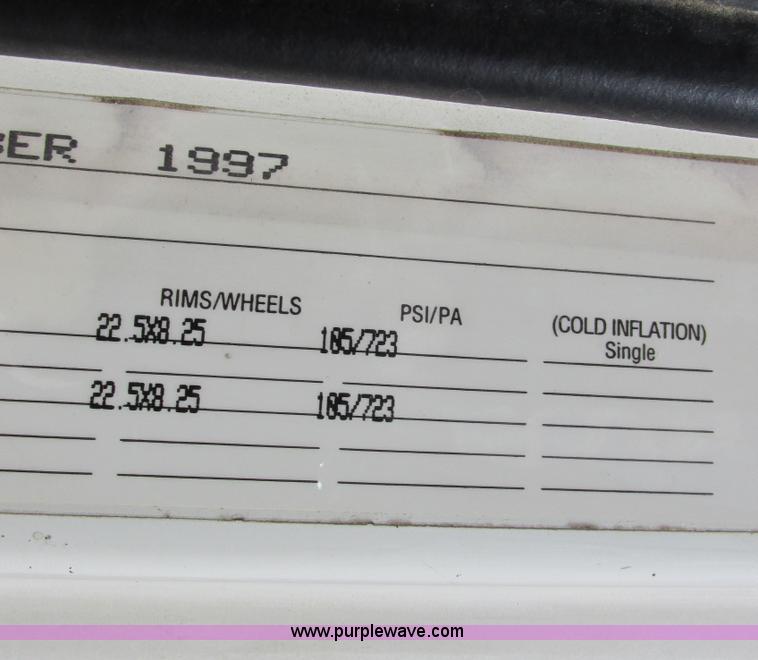 BER 1997
RIMS/WHEELS PSI/PA (COLD INFLATION)
Single
22.5X8.25 105/723
22.5X8.25 105/723
www.purplewave.com